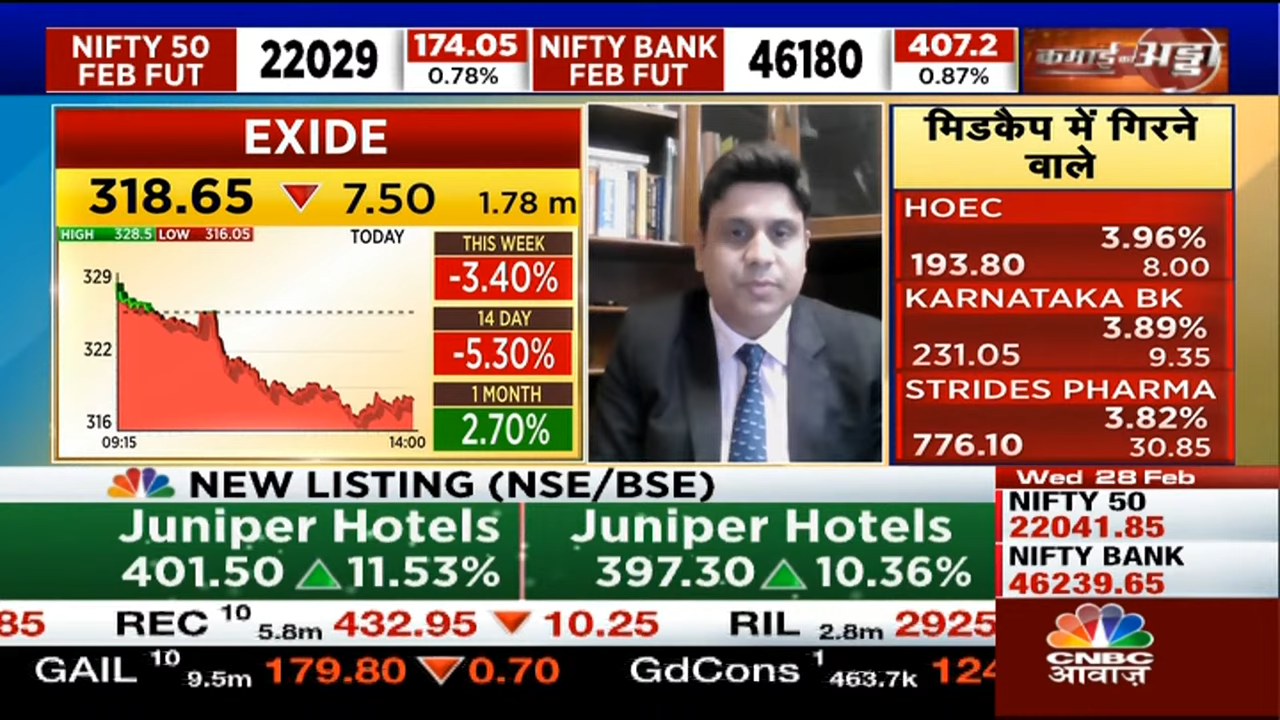 NIFTY 50
FEB FUT
22029
174.05
0.78%
NIFTY BANK
FEB FUT
46180
407.2
0.87%
कमाई का अड्डा
EXIDE
318.65 7.50 1.78 m
HIGH 328.5 LOW 316.05
TODAY
329
322
316
09:15 14:00
THIS WEEK
-3.40%
14 DAY
-5.30%
1 MONTH
2.70%
मिडकैप में गिरने
वाले
HOEC
3.96%
193.80 8.00
KARNATAKA BK
3.89%
231.05 9.35
STRIDES PHARMA
3.82%
776.10 30.85
NEW LISTING (NSE/BSE)
Juniper Hotels
401.50 11.53%
Juniper Hotels
397.30 10.36%
Wed 28 Feb
NIFTY 50
22041.85
NIFTY BANK
46239.65
85 REC 10 5.8m 432.95 10.25 RIL 2.8m 2925
GAIL 10 9.5m 179.80 0.70 GdCons 1 463.7k 124
CNBC
आवाज़